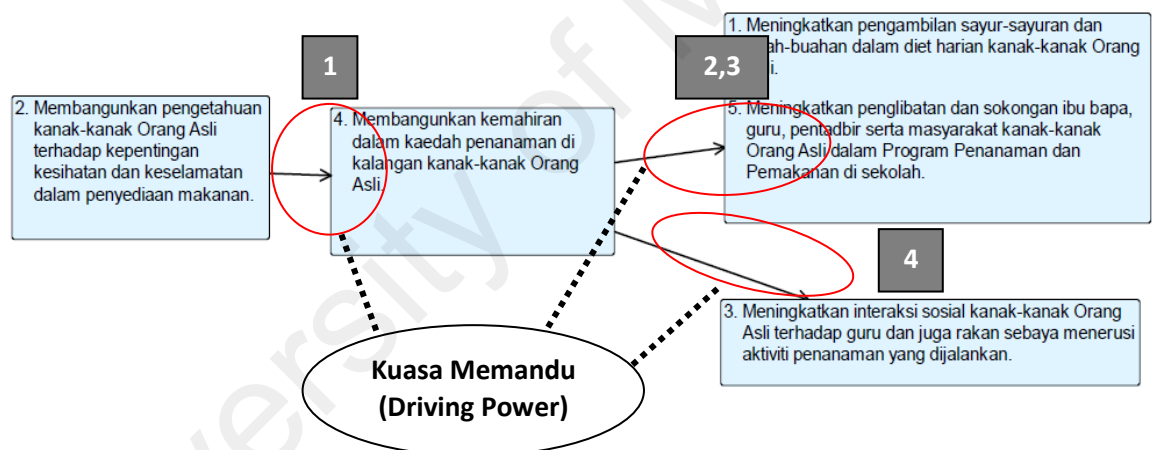 1
2. Membangunkan pengetahuan
kanak-kanak Orang Asli
terhadap kepentingan
kesihatan dan keselamatan
dalam penyediaan makanan.
4. Membangunkan kemahiran
dalam kaedah penanaman di
kalangan kanak-kanak Orang
Asli.
2,3
1. Meningkatkan pengambilan sayur-sayuran dan
ah-buahan dalam diet harian kanak-kanak Orang
i.
5. Meningkatkan penglibatan dan sokongan ibu bapa,
guru, pentadbir serta masyarakat kanak-kanak
Orang Asli dalam Program Penanaman dan
Pemakanan di sekolah.
4
3. Meningkatkan interaksi sosial kanak-kanak Orang
Asli terhadap guru dan juga rakan sebaya menerusi
aktiviti penanaman yang dijalankan.
Kuasa Memandu
(Driving Power)
ersity of